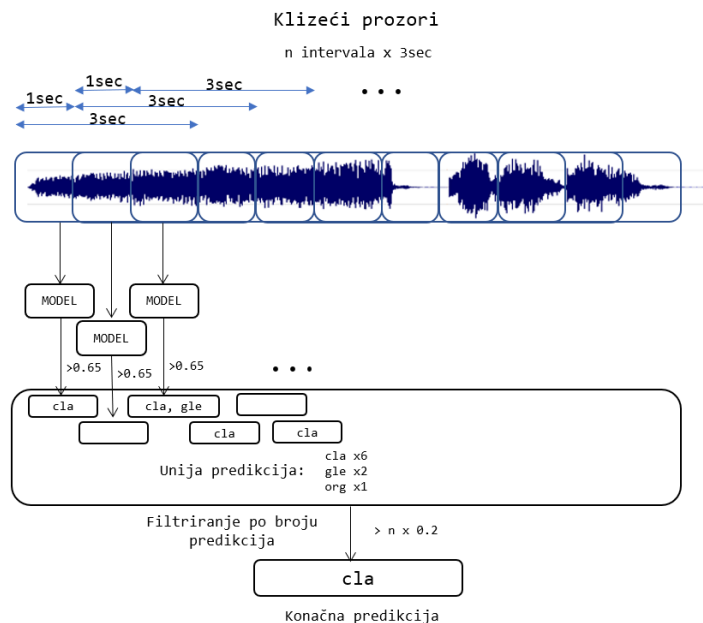 Klizeći prozori
n intervala x 3sec
1sec 3sec
1sec 3sec
3sec
...
MODEL MODEL
MODEL
>0.65 >0.65 >0.65
...
cla cla, gle
cla cla
Unija predikcija:
cla x6
gle x2
org x1
Filtriranje po broju
predikcija
> n x 0.2
cla
Konačna predikcija